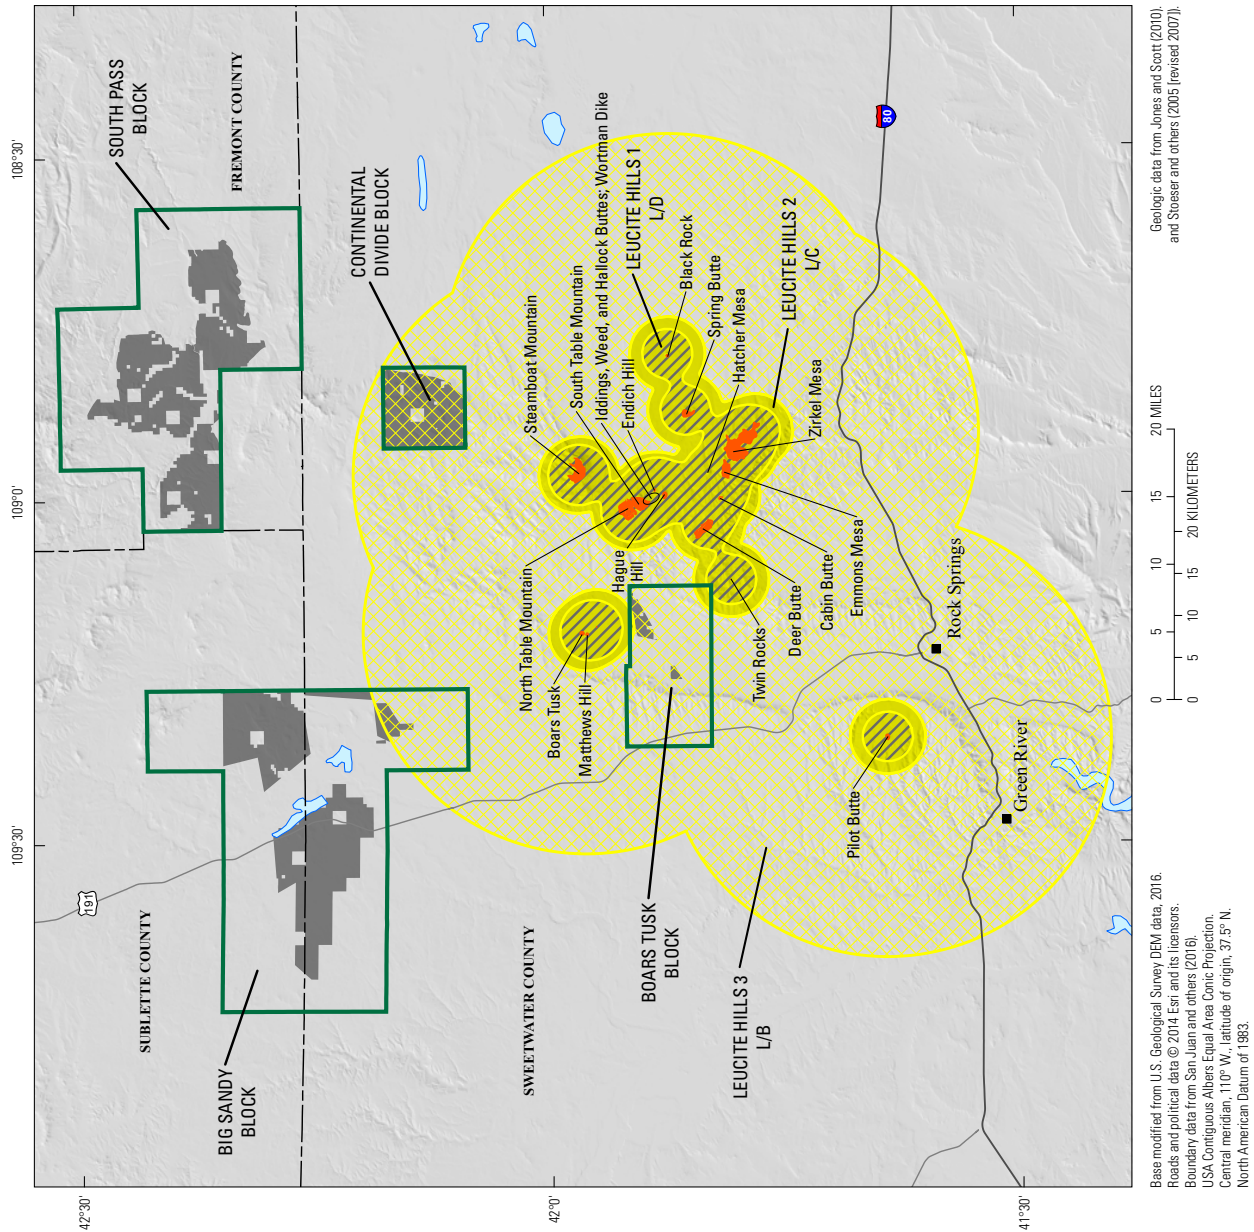 109°30'
109°0'
108°30'
42°30'
42°0'
41°30'
191
SUBLETTE COUNTY
FREMONT COUNTY
SWEETWATER COUNTY
BIG SANDY
BLOCK
SOUTH PASS
BLOCK
CONTINENTAL
DIVIDE BLOCK
Steamboat Mountain
South Table Mountain
Iddings, Weed, and Hallock Buttes; Wortman Dike
Endich Hill
LEUCITE HILLS 1
L/D
Black Rock
Spring Butte
Hatcher Mesa
LEUCITE HILLS 2
L/C
Zirkel Mesa
North Table Mountain
Boars Tusk
Matthews Hill
Hague
Hill
Twin Rocks
Deer Butte
Cabin Butte
Emmons Mesa
BOARS TUSK
BLOCK
LEUCITE HILLS 3
L/B
Pilot Butte
Rock Springs
Green River
80
0 5 10 15 20 MILES
0 5 10 15 20 KILOMETERS
Base modified from U.S. Geological Survey DEM data, 2016.
Roads and political data © 2014 Esri and its licensors.
Boundary data from San Juan and others (2016).
USA Contiguous Albers Equal Area Conic Projection.
Central meridian, 110° W., latitude of origin, 37.5° N.
North American Datum of 1983.
Geologic data from Jones and Scott (2010).
and Stoeser and others (2005 [revised 2007]).